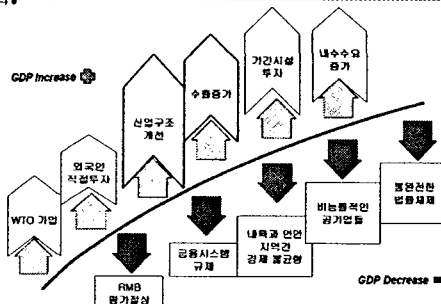 GDP Increase
WTO 가입
외국인
직접투자
산업구조
개선
수출증가
기간시설
투자
내수수요
증가
RMB
평가절상
금융시스템
규제
내륙과 연안
지역간
경제 불균형
비능률적인
공기업들
불완전한
법률체제
GDP Decrease